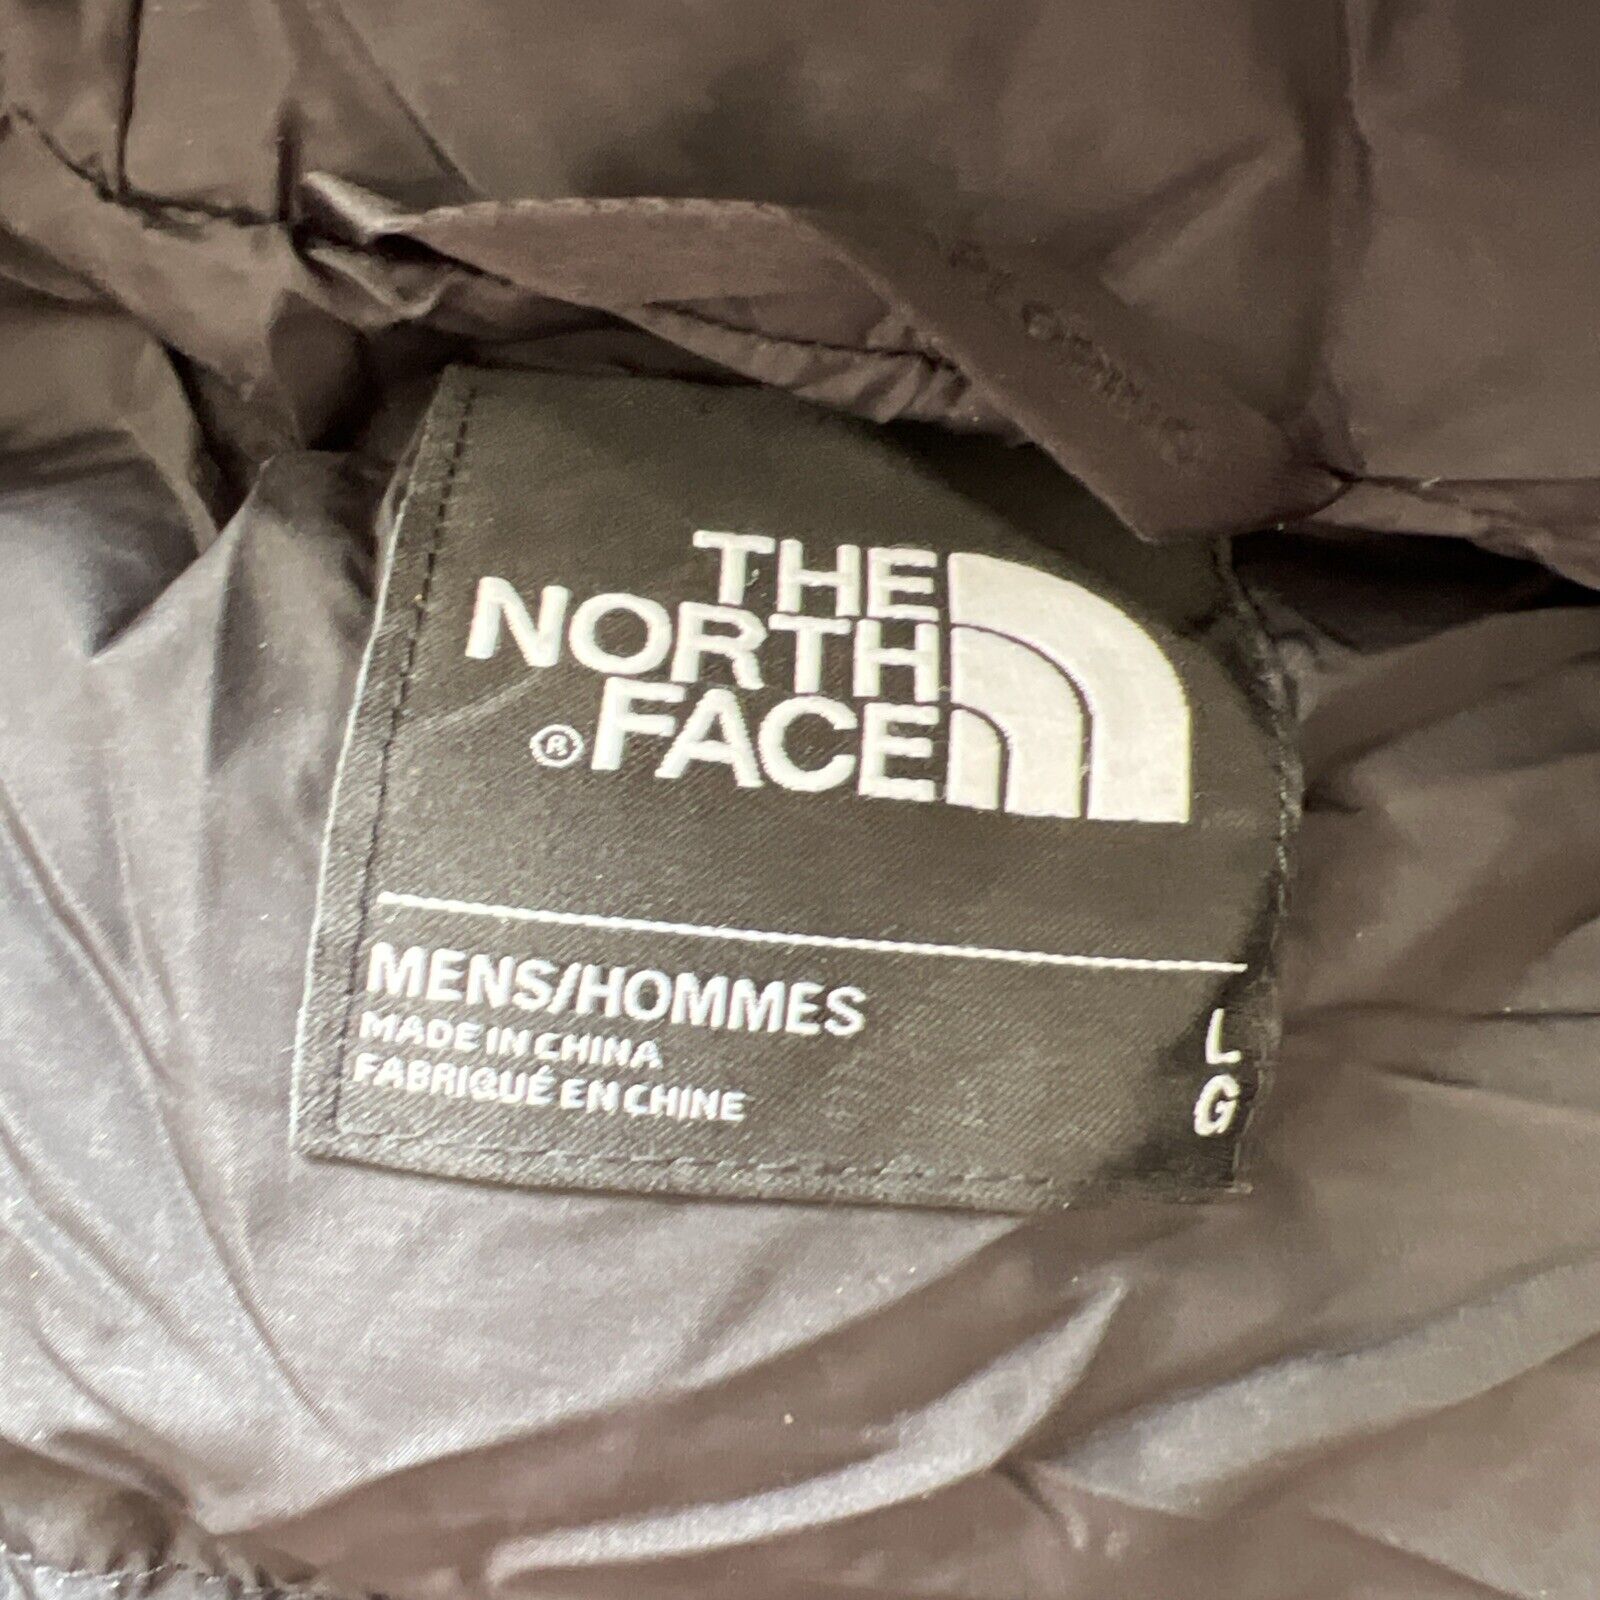 THE
NORTH
® FACE
MENS/HOMMES
MADE IN CHINA
FABRIQUÉ EN CHINE
L
G